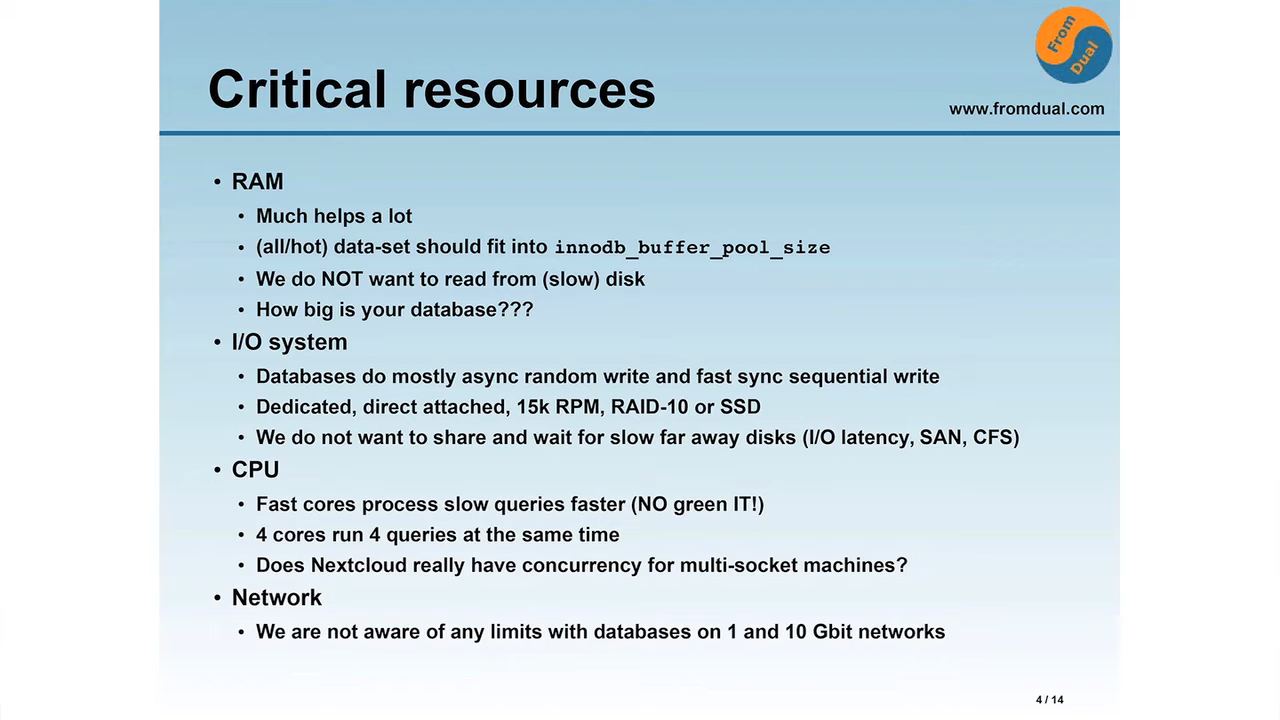 From
Dual
Critical resources
www.fromdual.com
• RAM
• Much helps a lot
• (all/hot) data-set should fit into innodb_buffer_pool_size
• We do NOT want to read from (slow) disk
• How big is your database???
• I/O system
• Databases do mostly async random write and fast sync sequential write
• Dedicated, direct attached, 15k RPM, RAID-10 or SSD
• We do not want to share and wait for slow far away disks (I/O latency, SAN, CFS)
• CPU
• Fast cores process slow queries faster (NO green IT!)
• 4 cores run 4 queries at the same time
• Does Nextcloud really have concurrency for multi-socket machines?
• Network
• We are not aware of any limits with databases on 1 and 10 Gbit networks
4 / 14